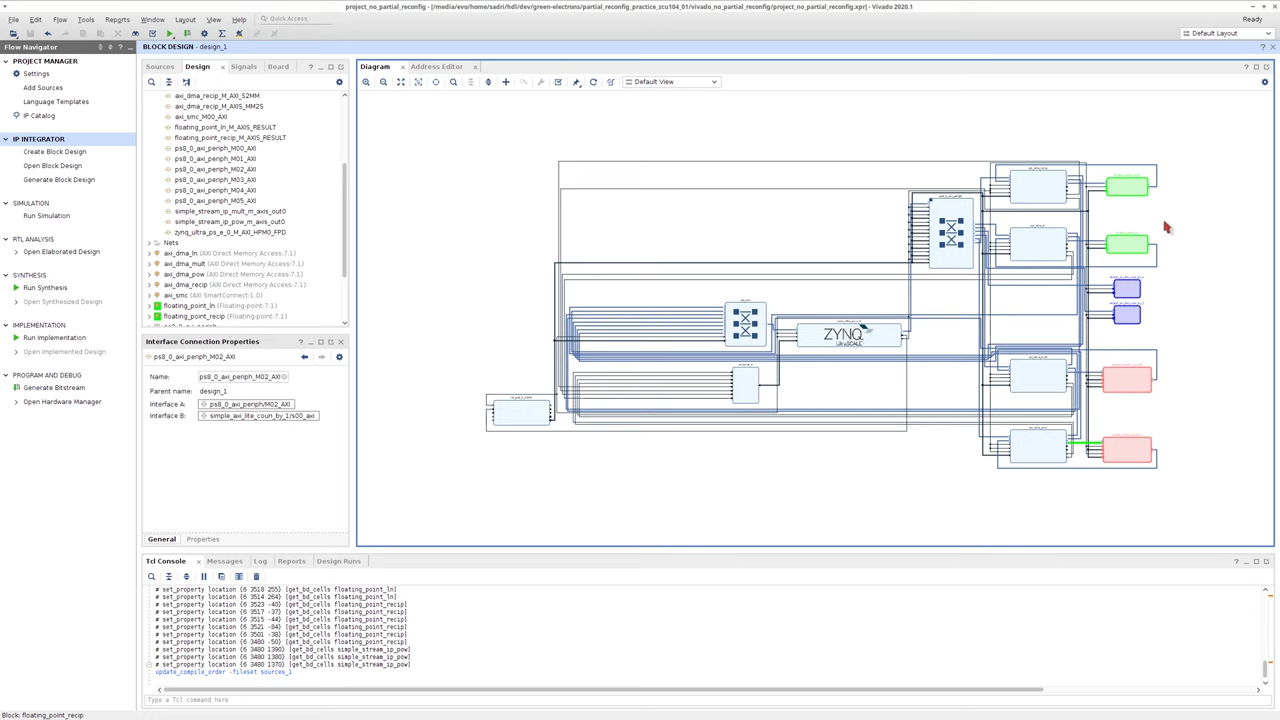 project_no_partial_reconfig - [/media/evo/home/sadri/hdl/dev/green-electrons/partial_reconfig_practice_zcu104_01/vivado_no_partial_reconfig/project_no_partial_reconfig.xpr] - Vivado 2020.1
File Edit Flow Tools Reports Window Layout View Help Quick Access Ready
Default Layout
Flow Navigator
PROJECT MANAGER
Settings
Add Sources
Language Templates
IP Catalog
IP INTEGRATOR
Create Block Design
Open Block Design
Generate Block Design
SIMULATION
Run Simulation
RTL ANALYSIS
Open Elaborated Design
SYNTHESIS
Run Synthesis
Open Synthesized Design
IMPLEMENTATION
Run Implementation
Open Implemented Design
PROGRAM AND DEBUG
Generate Bitstream
Open Hardware Manager
BLOCK DESIGN - design_1
Sources Design Signals Board
axi_dma_recip_M_AXI_S2MM
axi_dma_recip_M_AXIS_MM2S
axi_smc_M00_AXI
floating_point_ln_M_AXIS_RESULT
floating_point_recip_M_AXIS_RESULT
ps8_0_axi_periph_M00_AXI
ps8_0_axi_periph_M01_AXI
ps8_0_axi_periph_M02_AXI
ps8_0_axi_periph_M03_AXI
ps8_0_axi_periph_M04_AXI
ps8_0_axi_periph_M05_AXI
simple_stream_ip_mult_m_axis_out0
simple_stream_ip_pow_m_axis_out0
zynq_ultra_ps_e_0_M_AXI_HPM0_FPD
Nets
axi_dma_ln (AXI Direct Memory Access:7.1)
axi_dma_mult (AXI Direct Memory Access:7.1)
axi_dma_pow (AXI Direct Memory Access:7.1)
axi_dma_recip (AXI Direct Memory Access:7.1)
axi_smc (AXI SmartConnect:1.0)
floating_point_ln (Floating-point:7.1)
floating_point_recip (Floating-point:7.1)
Interface Connection Properties
ps8_0_axi_periph_M02_AXI
Name: ps8_0_axi_periph_M02_AXI
Parent name: design_1
Interface A: ps8_0_axi_periph/M02_AXI
Interface B: simple_axi_lite_coun_by_1/s00_axi
General Properties
Diagram Address Editor
Default View
ZYNQ
UltraSCALE
Tcl Console Messages Log Reports Design Runs
# set_property location {6 3518 255} [get_bd_cells floating_point_ln]
# set_property location {6 3514 264} [get_bd_cells floating_point_ln]
# set_property location {6 3523 -40} [get_bd_cells floating_point_recip]
# set_property location {6 3517 -37} [get_bd_cells floating_point_recip]
# set_property location {6 3515 -44} [get_bd_cells floating_point_recip]
# set_property location {6 3521 -84} [get_bd_cells floating_point_recip]
# set_property location {6 3501 -38} [get_bd_cells floating_point_recip]
# set_property location {6 3480 -50} [get_bd_cells floating_point_recip]
# set_property location {6 3480 1390} [get_bd_cells simple_stream_ip_pow]
# set_property location {6 3480 1380} [get_bd_cells simple_stream_ip_pow]
# set_property location {6 3480 1370} [get_bd_cells simple_stream_ip_pow]
update_compile_order -fileset sources_1
Type a Tcl command here
Block: floating_point_recip